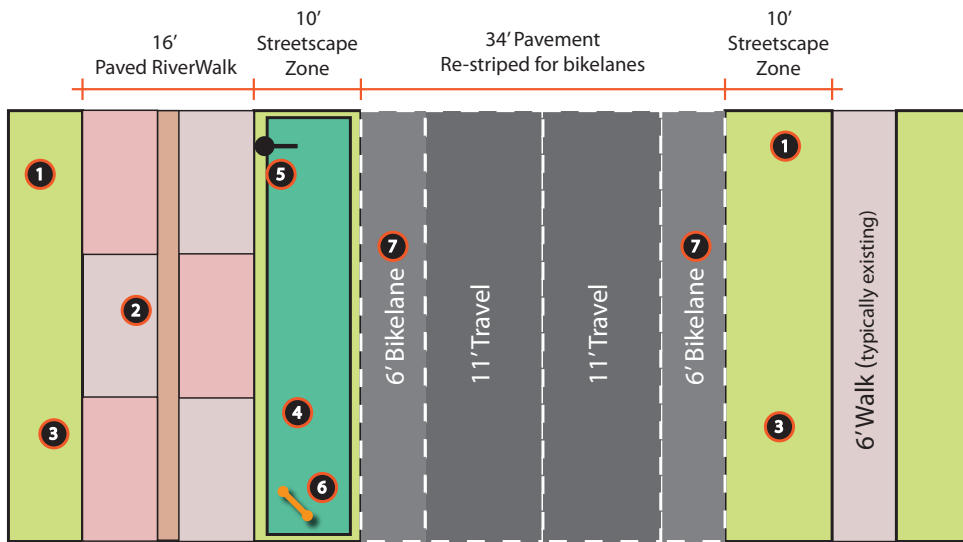 16’
Paved RiverWalk
10’
Streetscape
Zone
34’ Pavement
Re-striped for bikelanes
10’
Streetscape
Zone
1
2
3
5
4
6
7
6’ Bikelane
11’ Travel
11’ Travel
7
6’ Bikelane
1
3
6’ Walk (typically existing)